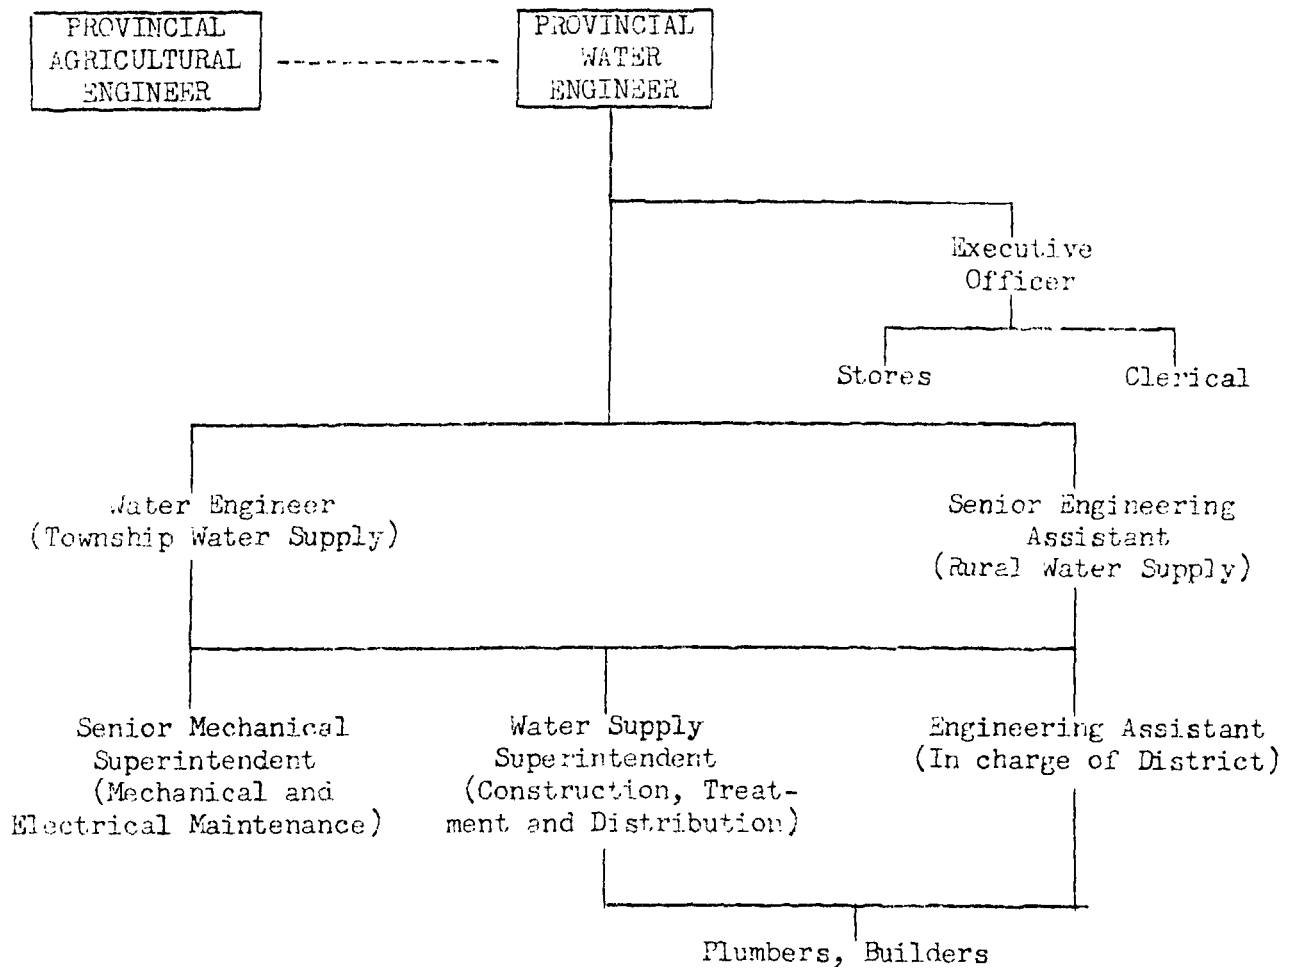 PROVINCIAL
AGRICULTURAL
ENGINEER
PROVINCIAL
WATER
ENGINEER
Executive
Officer
Stores
Clerical
Water Engineer
(Township Water Supply)
Senior Engineering
Assistant
(Rural Water Supply)
Senior Mechanical
Superintendent
(Mechanical and
Electrical Maintenance)
Water Supply
Superintendent
(Construction, Treat-
ment and Distribution)
Engineering Assistant
(In charge of District)
Plumbers, Builders